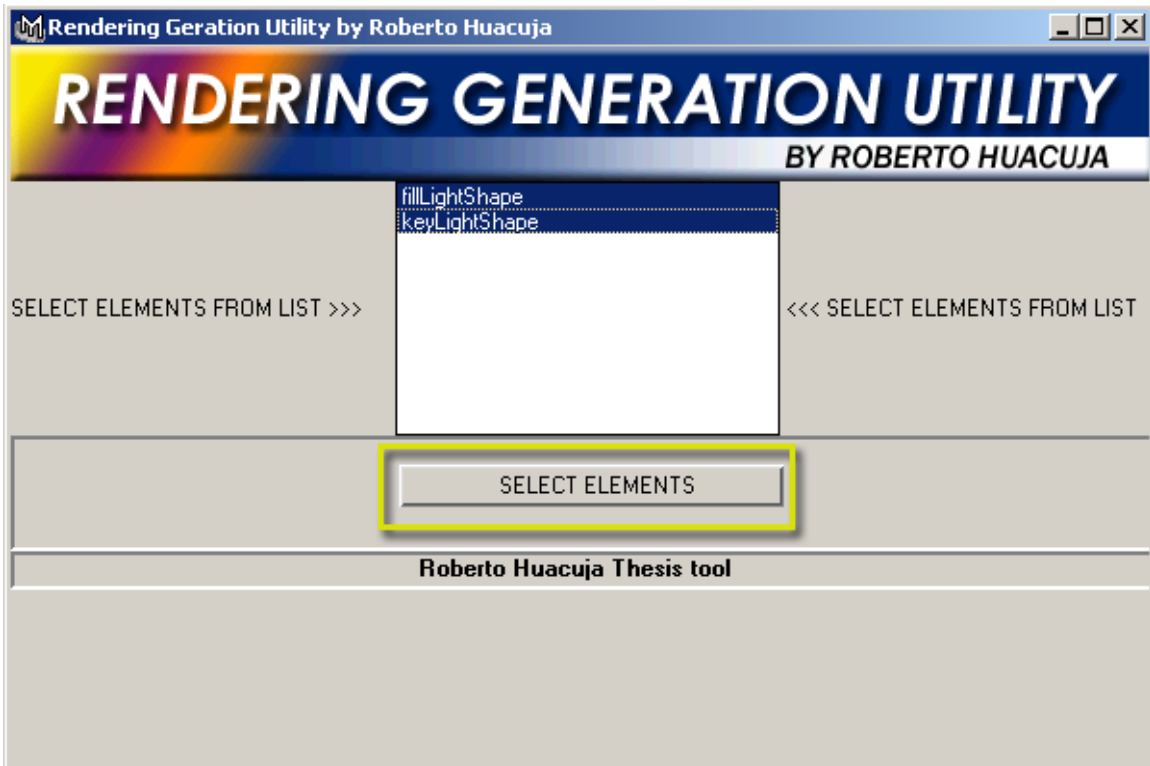 Rendering Geration Utility by Roberto Huacuja
RENDERING GENERATION UTILITY
BY ROBERTO HUACUJA
fillLightShape
keyLightShape
SELECT ELEMENTS FROM LIST >>>
<<< SELECT ELEMENTS FROM LIST
SELECT ELEMENTS
Roberto Huacuja Thesis tool